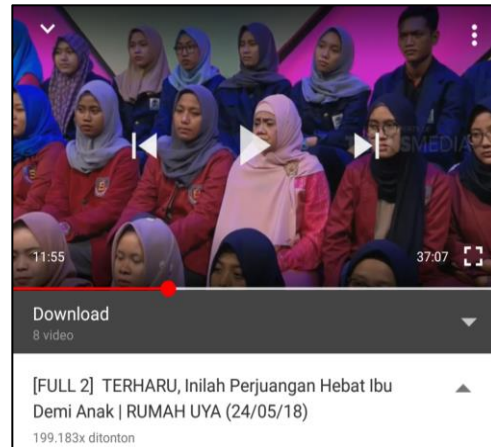 SMEDIA
11:55
37:07
Download
8 video
[FULL 2] TERHARU, Inilah Perjuangan Hebat Ibu
Demi Anak | RUMAH UYA (24/05/18)
199.183x ditonton